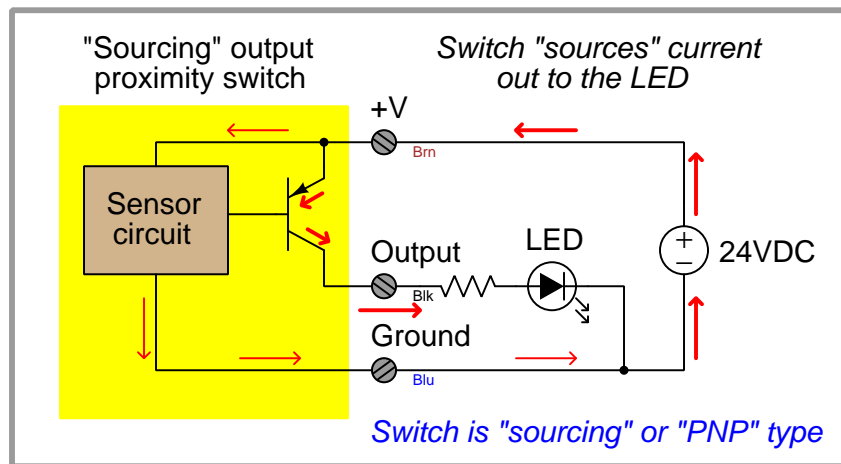 "Sourcing" output
proximity switch
Switch "sources" current
out to the LED
+V
Brn
Sensor
circuit
Output
Blk
LED
+
–
24VDC
Ground
Blu
Switch is "sourcing" or "PNP" type